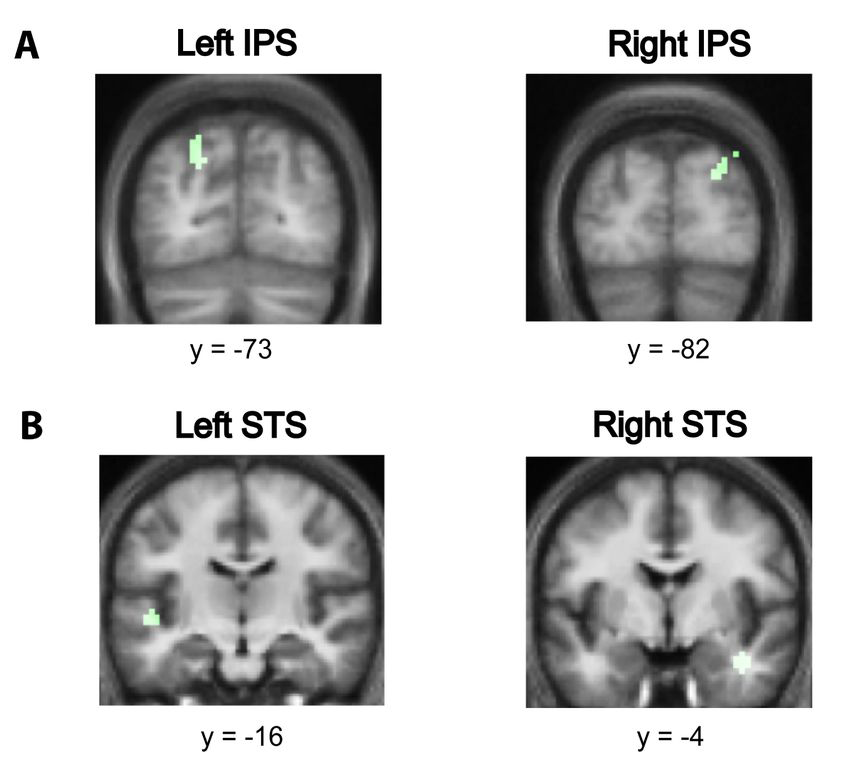 A
Left IPS
Right IPS
y = -73
y = -82
B
Left STS
Right STS
y = -16
y = -4